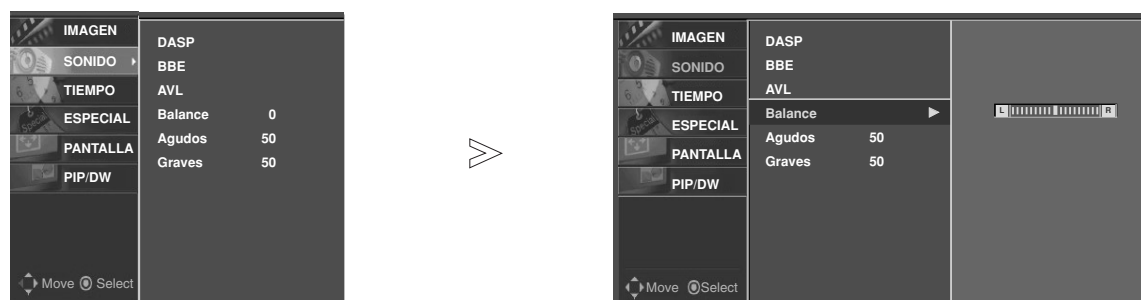 IMAGEN
SONIDO
TIEMPO
ESPECIAL
PANTALLA
PIP/DW
Move Select
DASP
BBE
AVL
Balance 0
Agudos 50
Graves 50
IMAGEN
SONIDO
TIEMPO
ESPECIAL
PANTALLA
PIP/DW
Move Select
DASP
BBE
AVL
Balance
Agudos 50
Graves 50
L R